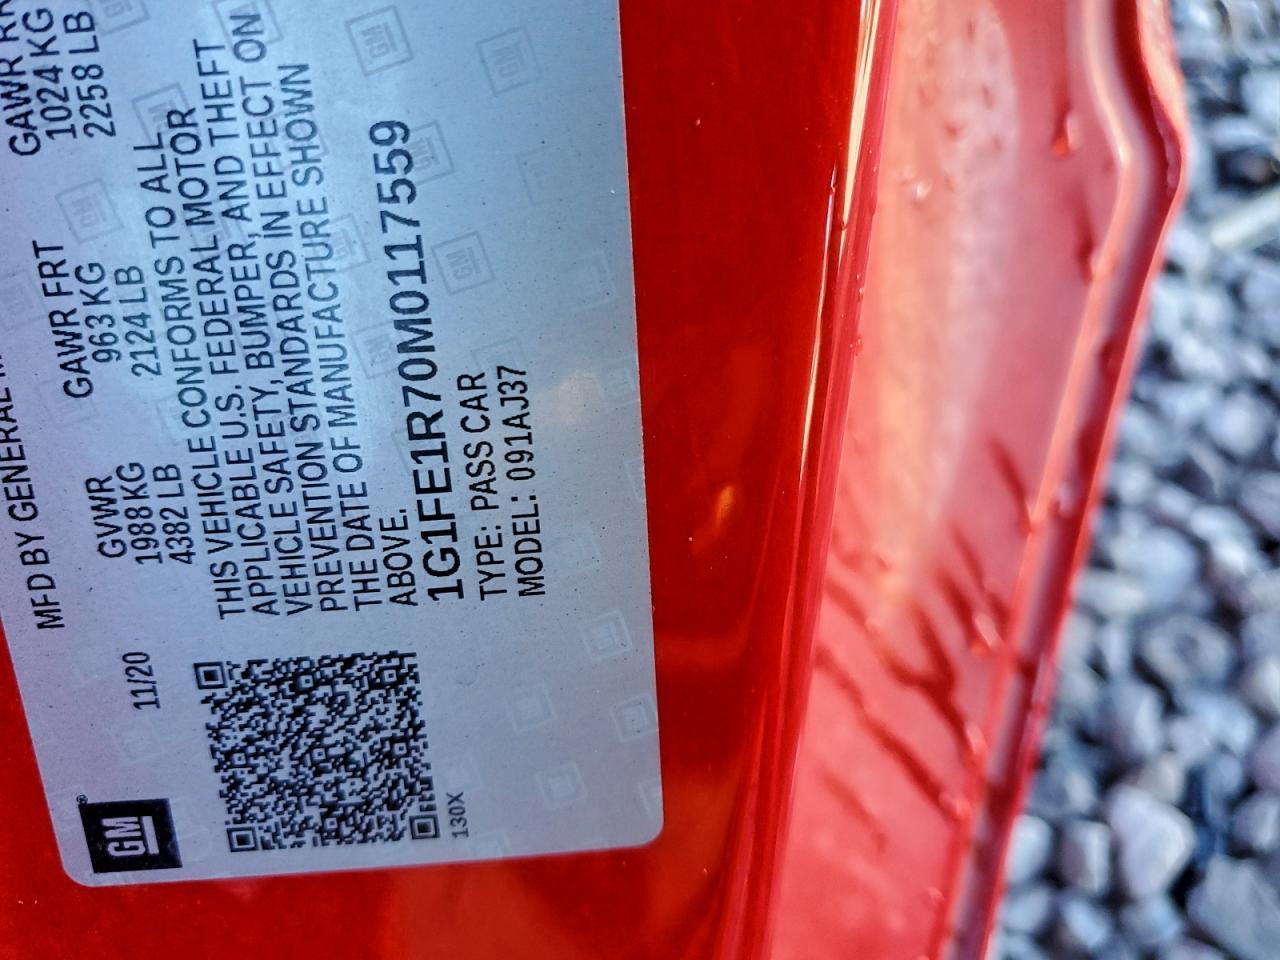 MFD BY GENERAL
11/20
GVWR
1988 KG
4382 LB
GAWR FRT
963 KG
2124 LB
GAWR RR
1024 KG
2258 LB
THIS VEHICLE CONFORMS TO ALL
APPLICABLE U.S. FEDERAL MOTOR
VEHICLE SAFETY, BUMPER, AND THEFT
PREVENTION STANDARDS IN EFFECT ON
THE DATE OF MANUFACTURE SHOWN
ABOVE.
1G1FE1R70M0117559
TYPE: PASS CAR
MODEL: 091AJ37
GM®
130X